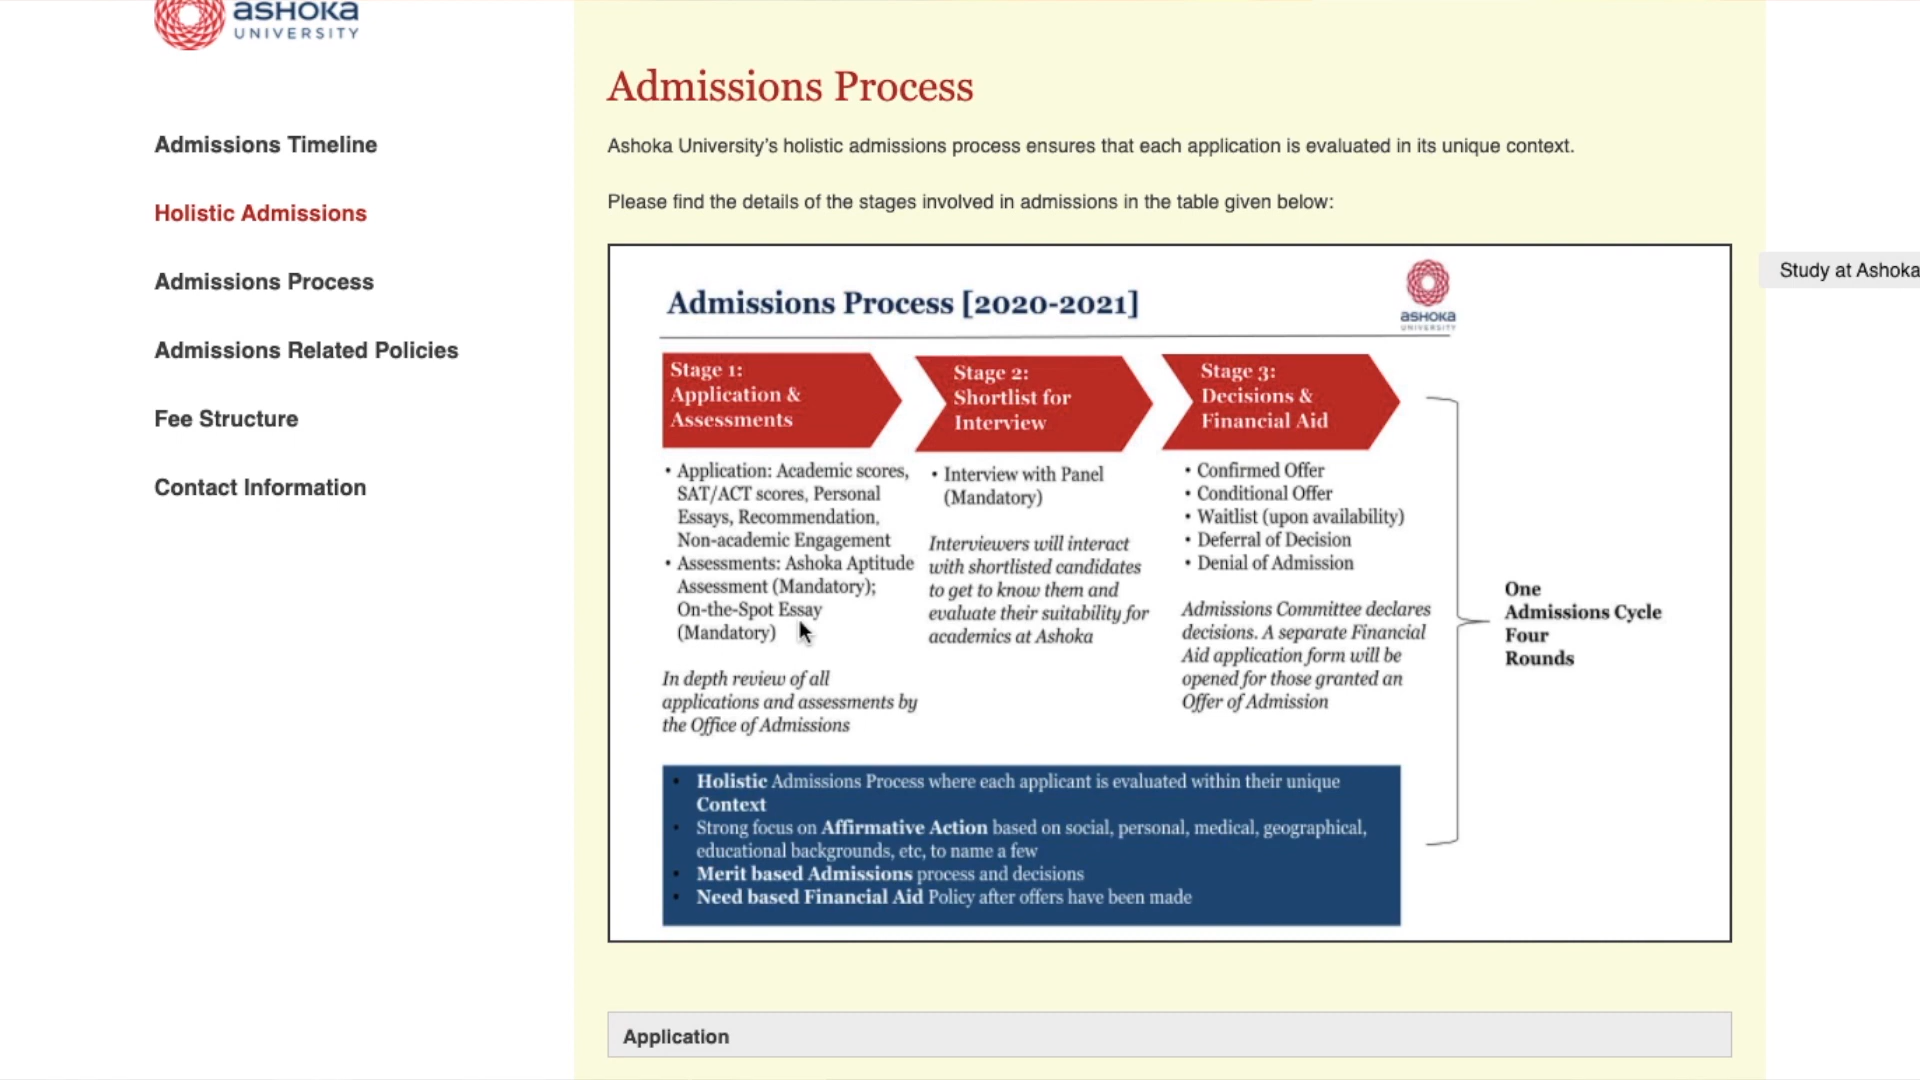 ASHOKA
UNIVERSITY
Admissions Timeline
Holistic Admissions
Admissions Process
Admissions Related Policies
Fee Structure
Contact Information
Admissions Process
Ashoka University’s holistic admissions process ensures that each application is evaluated in its unique context.
Please find the details of the stages involved in admissions in the table given below:
Admissions Process [2020-2021]
ASHOKA
UNIVERSITY
Stage 1:
Application &
Assessments
• Application: Academic scores,
SAT/ACT scores, Personal
Essays, Recommendation,
Non-academic Engagement
• Assessments: Ashoka Aptitude
Assessment (Mandatory);
On-the-Spot Essay
(Mandatory)
In depth review of all
applications and assessments by
the Office of Admissions
Stage 2:
Shortlist for
Interview
• Interview with Panel
(Mandatory)
Interviewers will interact
with shortlisted candidates
to get to know them and
evaluate their suitability for
academics at Ashoka
Stage 3:
Decisions &
Financial Aid
• Confirmed Offer
• Conditional Offer
• Waitlist (upon availability)
• Deferral of Decision
• Denial of Admission
Admissions Committee declares
decisions. A separate Financial
Aid application form will be
opened for those granted an
Offer of Admission
One
Admissions Cycle
Four
Rounds
• Holistic Admissions Process where each applicant is evaluated within their unique
Context
• Strong focus on Affirmative Action based on social, personal, medical, geographical,
educational backgrounds, etc, to name a few
• Merit based Admissions process and decisions
• Need based Financial Aid Policy after offers have been made
Application
Study at Ashoka